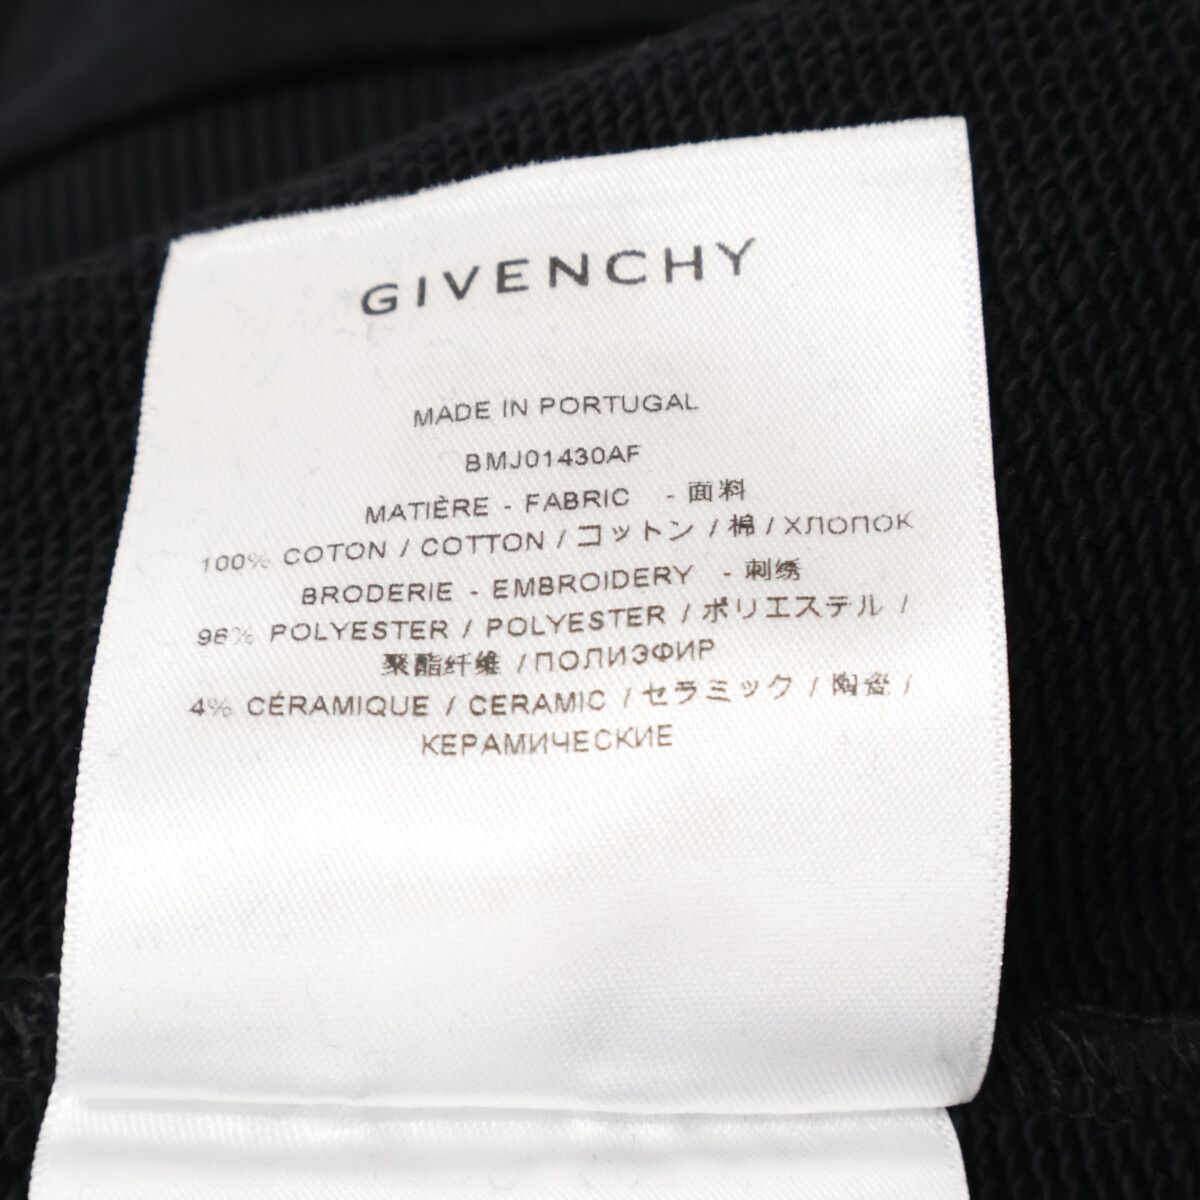 GIVENCHY
MADE IN PORTUGAL
BMJ01430AF
MATIÈRE - FABRIC - 面料
100% COTON / COTTON / コットン / 棉 / ХЛОПОК
BRODERIE - EMBROIDERY - 刺绣
96% POLYESTER / POLYESTER / ポリエステル /
聚酯纤维 / ПОЛИЭФИР
4% CÉRAMIQUE / CERAMIC / セラミック / 陶瓷 /
КЕРАМИЧЕСКИЕ